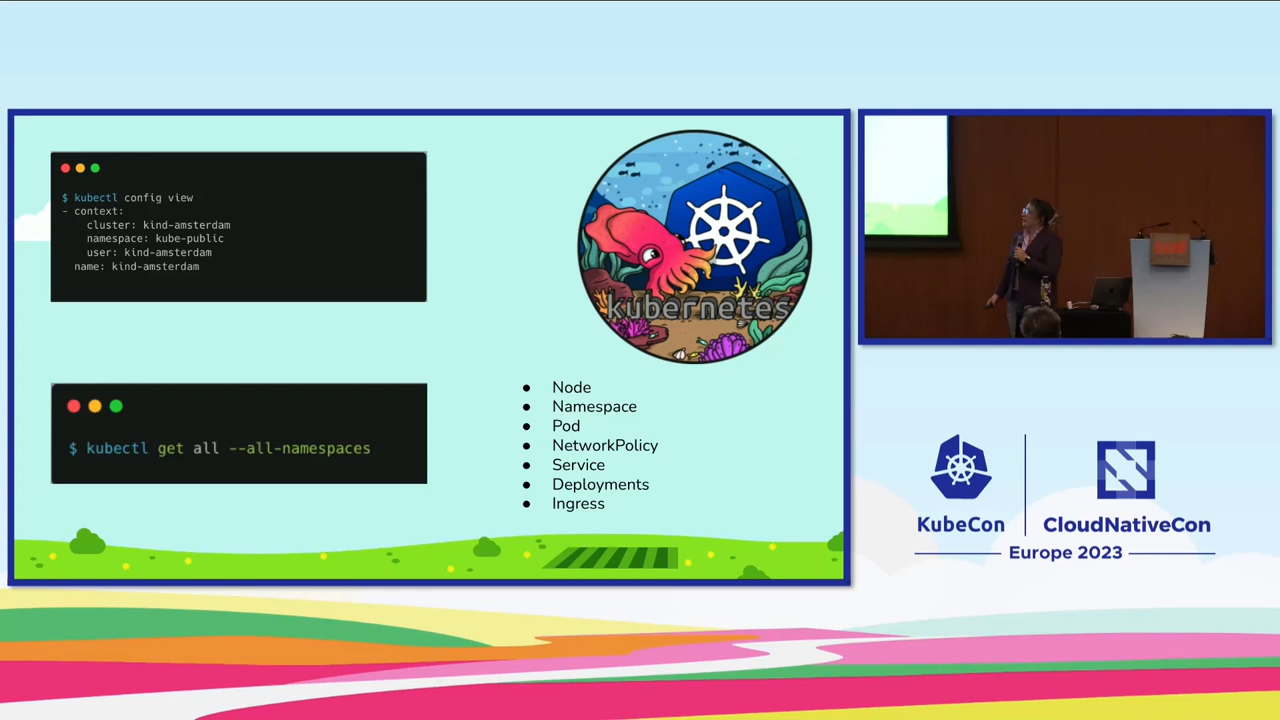 $ kubectl config view
- context:
cluster: kind-amsterdam
namespace: kube-public
user: kind-amsterdam
name: kind-amsterdam
kubernetes
$ kubectl get all --all-namespaces
● Node
● Namespace
● Pod
● NetworkPolicy
● Service
● Deployments
● Ingress
KubeCon
CloudNativeCon
Europe 2023